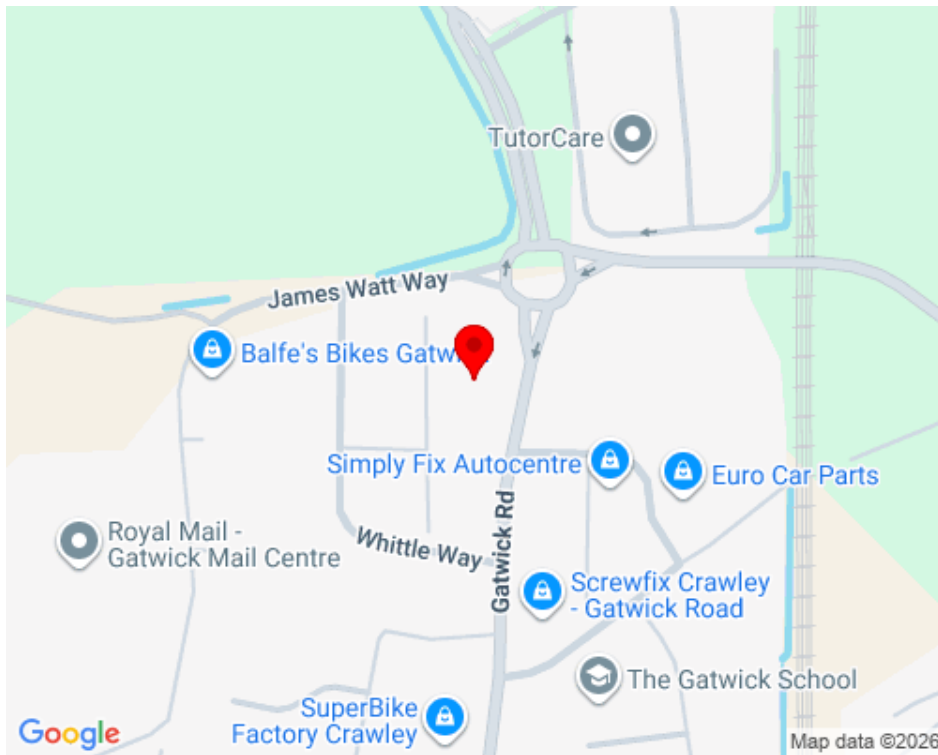 TutorCare
James Watt Way
Balfe's Bikes
Simply Fix Autocentre
Euro Car Parts
Royal Mail -
Gatwick Mail Centre
Whittle Way
Gatwick Rd
Screwfix Crawley
- Gatwick Road
The Gatwick School
SuperBike
Factory Crawley
Google
Map data ©2026